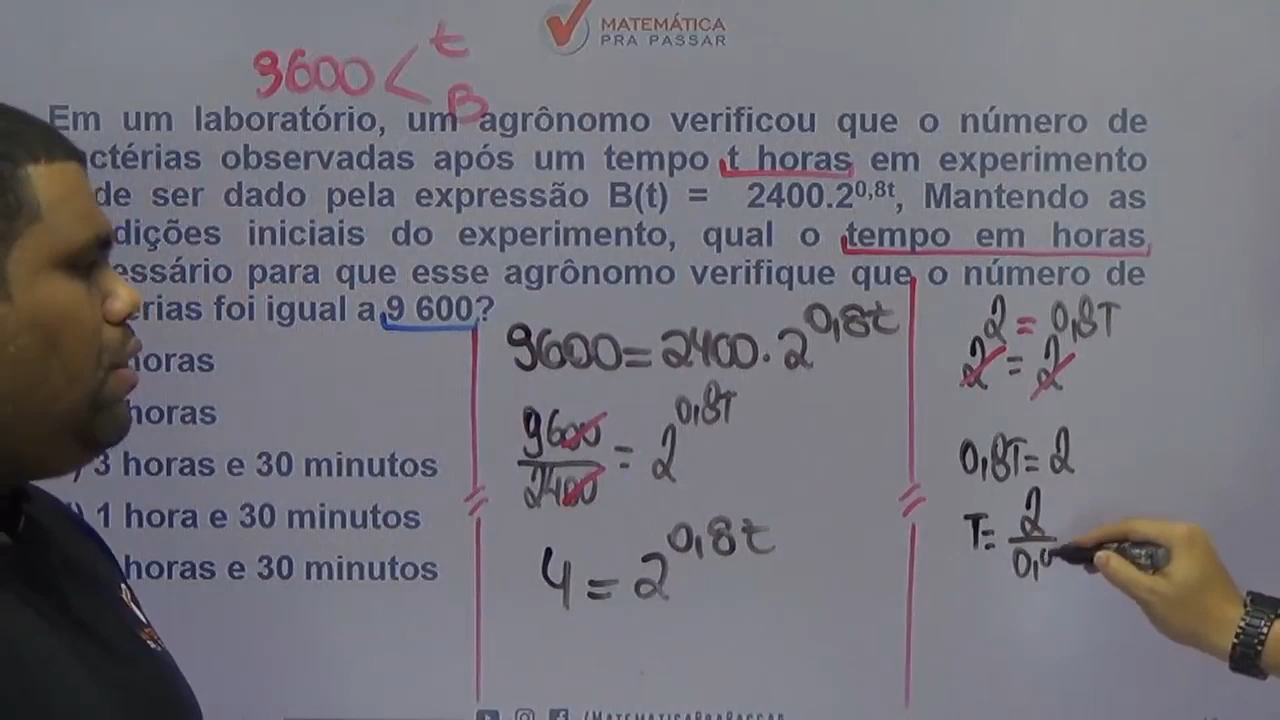 MATEMÁTICA
PRA PASSAR
9600 < t
B
Em um laboratório, um agrônomo verificou que o número de
actérias observadas após um tempo t horas em experimento
de ser dado pela expressão B(t) = 2400.2^0,8t, Mantendo as
dições iniciais do experimento, qual o tempo em horas
essário para que esse agrônomo verifique que o número de
érias foi igual a 9 600?
horas
horas
) 3 horas e 30 minutos
) 1 hora e 30 minutos
horas e 30 minutos
9600 = 2400 . 2^0,8t
9600/2400 = 2^0,8T
4 = 2^0,8t
2^2 = 2^0,8T
0,8T = 2
T = 2/0,
/MATEMATICAPRAPASSAR